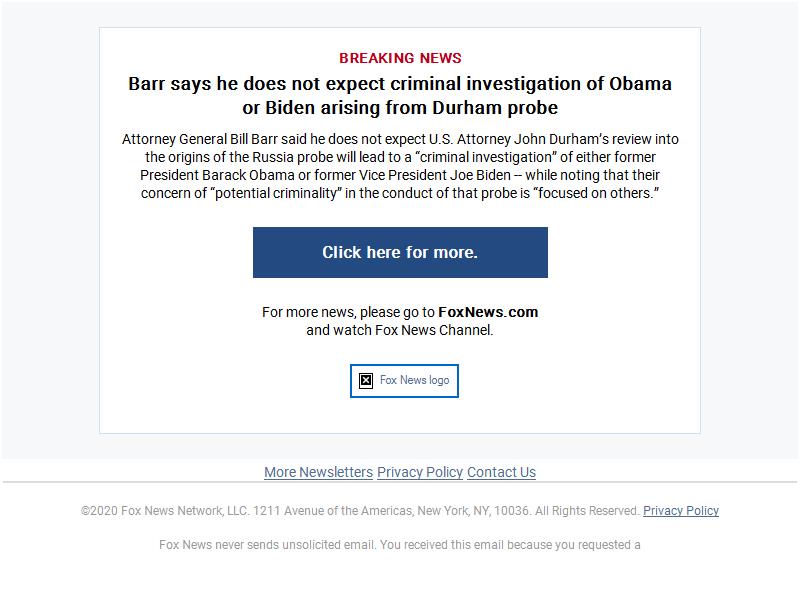 BREAKING NEWS
Barr says he does not expect criminal investigation of Obama
or Biden arising from Durham probe
Attorney General Bill Barr said he does not expect U.S. Attorney John Durham’s review into
the origins of the Russia probe will lead to a “criminal investigation” of either former
President Barack Obama or former Vice President Joe Biden -- while noting that their
concern of “potential criminality” in the conduct of that probe is “focused on others.”
Click here for more.
For more news, please go to FoxNews.com
and watch Fox News Channel.
Fox News logo
More Newsletters Privacy Policy Contact Us
©2020 Fox News Network, LLC. 1211 Avenue of the Americas, New York, NY, 10036. All Rights Reserved. Privacy Policy
Fox News never sends unsolicited email. You received this email because you requested a